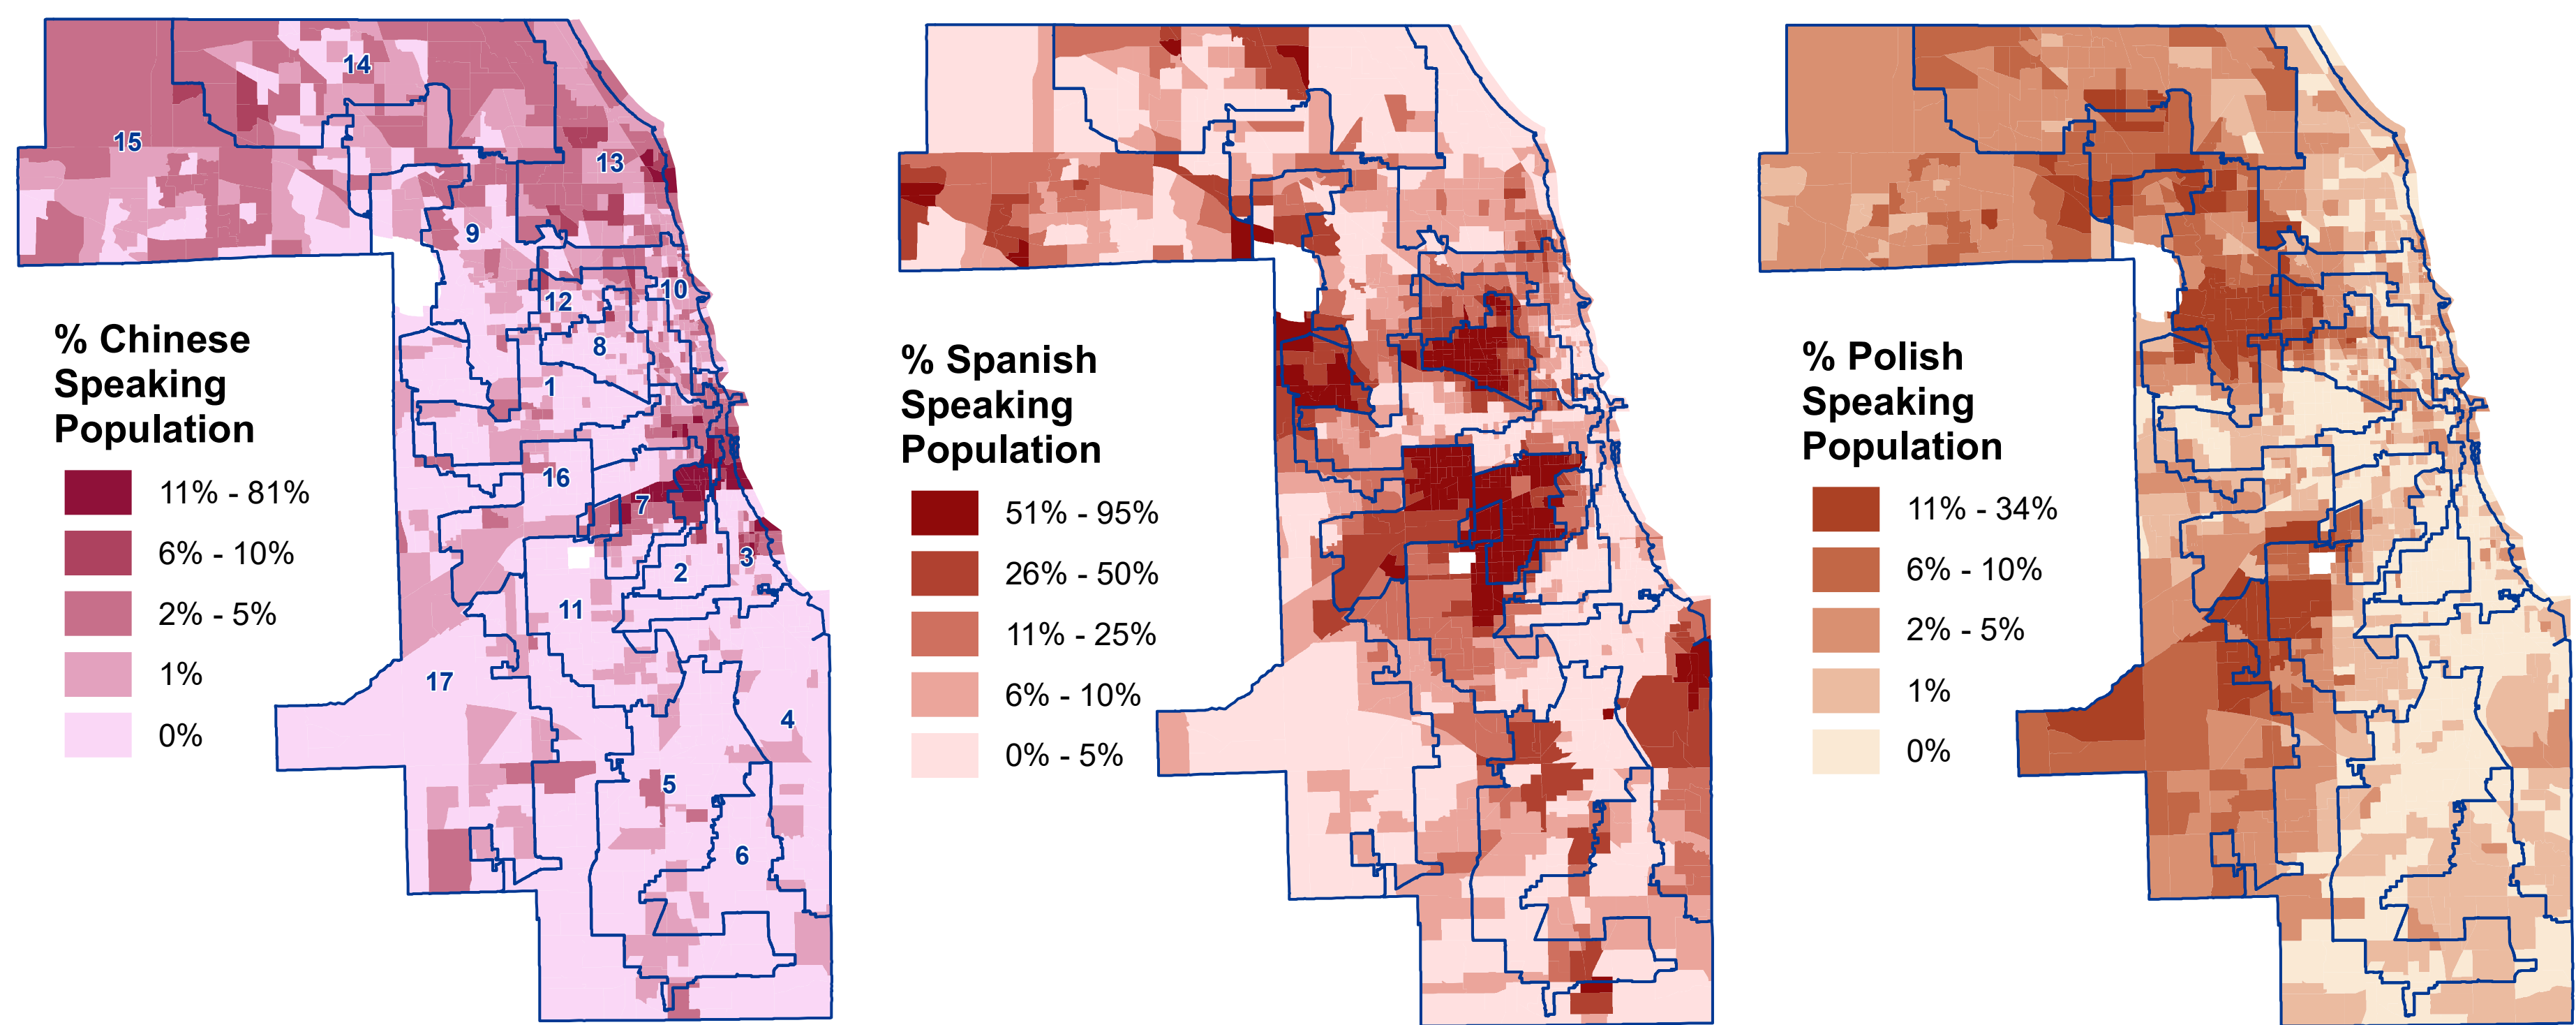 14
15
13
9
10
12
8
1
16
7
3
2
11
17
4
5
6
% Chinese
Speaking
Population
11% - 81%
6% - 10%
2% - 5%
1%
0%
% Spanish
Speaking
Population
51% - 95%
26% - 50%
11% - 25%
6% - 10%
0% - 5%
% Polish
Speaking
Population
11% - 34%
6% - 10%
2% - 5%
1%
0%